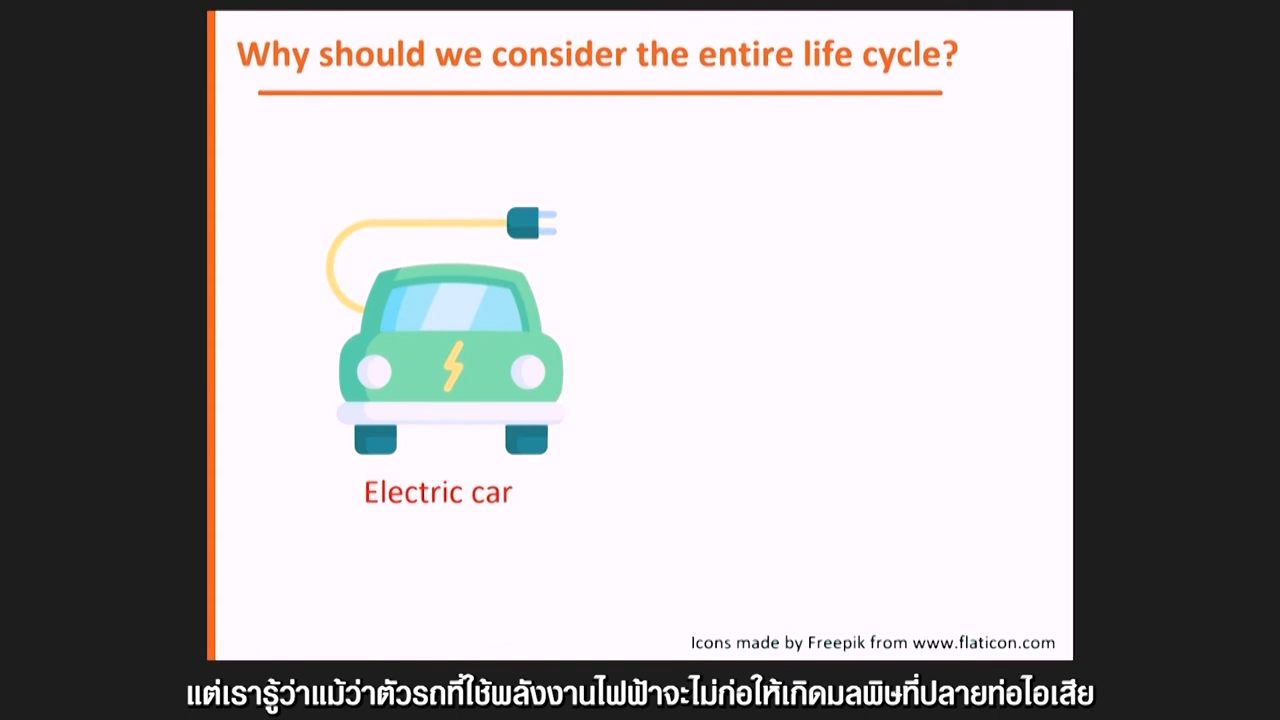 Why should we consider the entire life cycle?
Electric car
Icons made by Freepik from www.flaticon.com
แต่เรารู้ว่าแม้ว่าตัวรถที่ใช้พลังงานไฟฟ้าจะไม่ก่อให้เกิดมลพิษที่ปลายท่อไอเสีย